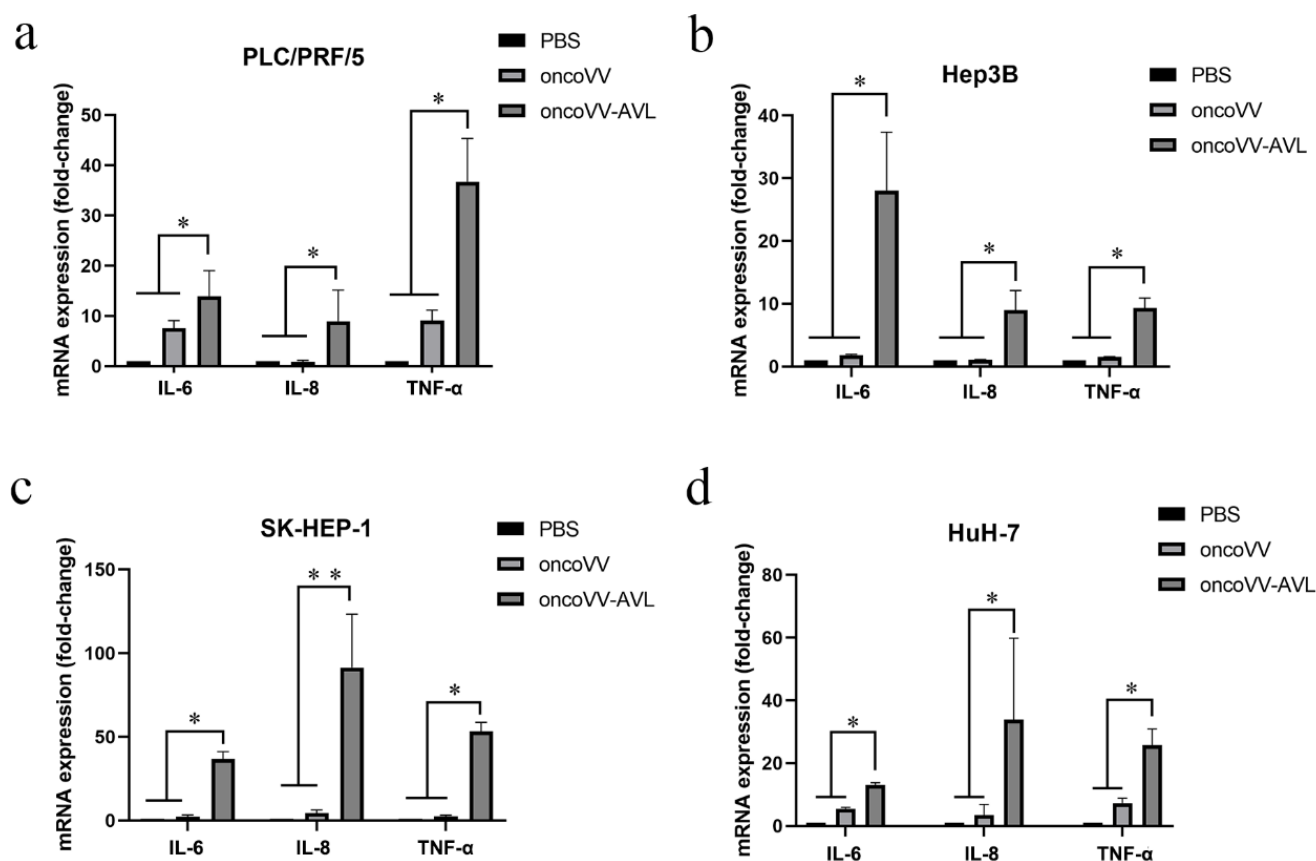 a
PLC/PRF/5
PBS
oncoVV
oncoVV-AVL
mRNA expression (fold-change)
50
40
30
20
10
0
*
*
*
IL-6
IL-8
TNF-α
b
Hep3B
PBS
oncoVV
oncoVV-AVL
mRNA expression (fold-change)
40
30
20
10
0
*
*
*
IL-6
IL-8
TNF-α
c
SK-HEP-1
PBS
oncoVV
oncoVV-AVL
mRNA expression (fold-change)
150
100
50
0
*
**
*
IL-6
IL-8
TNF-α
d
HuH-7
PBS
oncoVV
oncoVV-AVL
mRNA expression (fold-change)
80
60
40
20
0
*
*
*
IL-6
IL-8
TNF-α